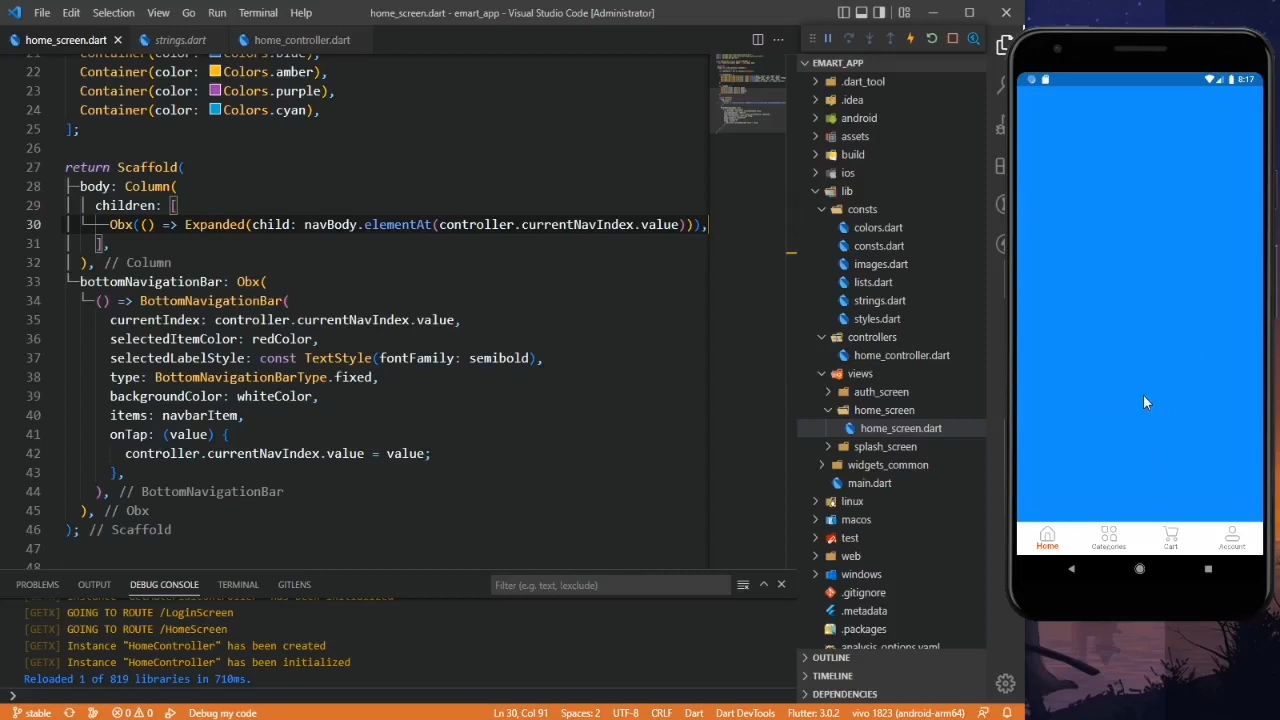 File Edit Selection View Go Run Terminal Help home_screen.dart - emart_app - Visual Studio Code [Administrator]
home_screen.dart strings.dart home_controller.dart
22 Container(color: Colors.amber),
23 Container(color: Colors.purple),
24 Container(color: Colors.cyan),
25 ];
26
27 return Scaffold(
28 body: Column(
29 children: [
30 Obx(() => Expanded(child: navBody.elementAt(controller.currentNavIndex.value))),
31 ],
32 ), // Column
33 bottomNavigationBar: Obx(
34 () => BottomNavigationBar(
35 currentIndex: controller.currentNavIndex.value,
36 selectedItemColor: redColor,
37 selectedLabelStyle: const TextStyle(fontFamily: semibold),
38 type: BottomNavigationBarType.fixed,
39 backgroundColor: whiteColor,
40 items: navbarItem,
41 onTap: (value) {
42 controller.currentNavIndex.value = value;
43 },
44 ), // BottomNavigationBar
45 ), // Obx
46 ); // Scaffold
47
PROBLEMS OUTPUT DEBUG CONSOLE TERMINAL GITLENS Filter (e.g. text, !exclude)
[GETX] GOING TO ROUTE /LoginScreen
[GETX] GOING TO ROUTE /HomeScreen
[GETX] Instance "HomeController" has been created
[GETX] Instance "HomeController" has been initialized
Reloaded 1 of 819 libraries in 710ms.
EMART_APP
.dart_tool
.idea
android
assets
build
ios
lib
consts
colors.dart
consts.dart
images.dart
lists.dart
strings.dart
styles.dart
controllers
home_controller.dart
views
auth_screen
home_screen
home_screen.dart
splash_screen
widgets_common
main.dart
linux
macos
test
web
windows
.gitignore
.metadata
.packages
analysis_options.yaml
OUTLINE
TIMELINE
DEPENDENCIES
8:17
Home Categories Cart Account
stable 0 0 Debug my code Ln 30, Col 91 Spaces: 2 UTF-8 CRLF Dart Dart DevTools Flutter: 3.0.2 vivo 1823 (android-arm64)